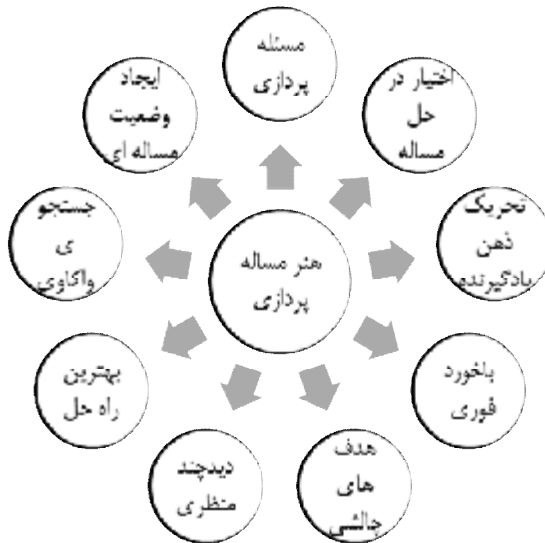 مسئله
پردازی
اختیار در
حل
مساله
تحریک
ذهن
یادگیرنده
بلخورد
فوری
هدف
های
چالشی
دیدچند
منظری
بهترین
راه حل
جستجو
ی
واکاوی
ایجاد
وضعیت
مساله ای
هنر مساله
پردازی